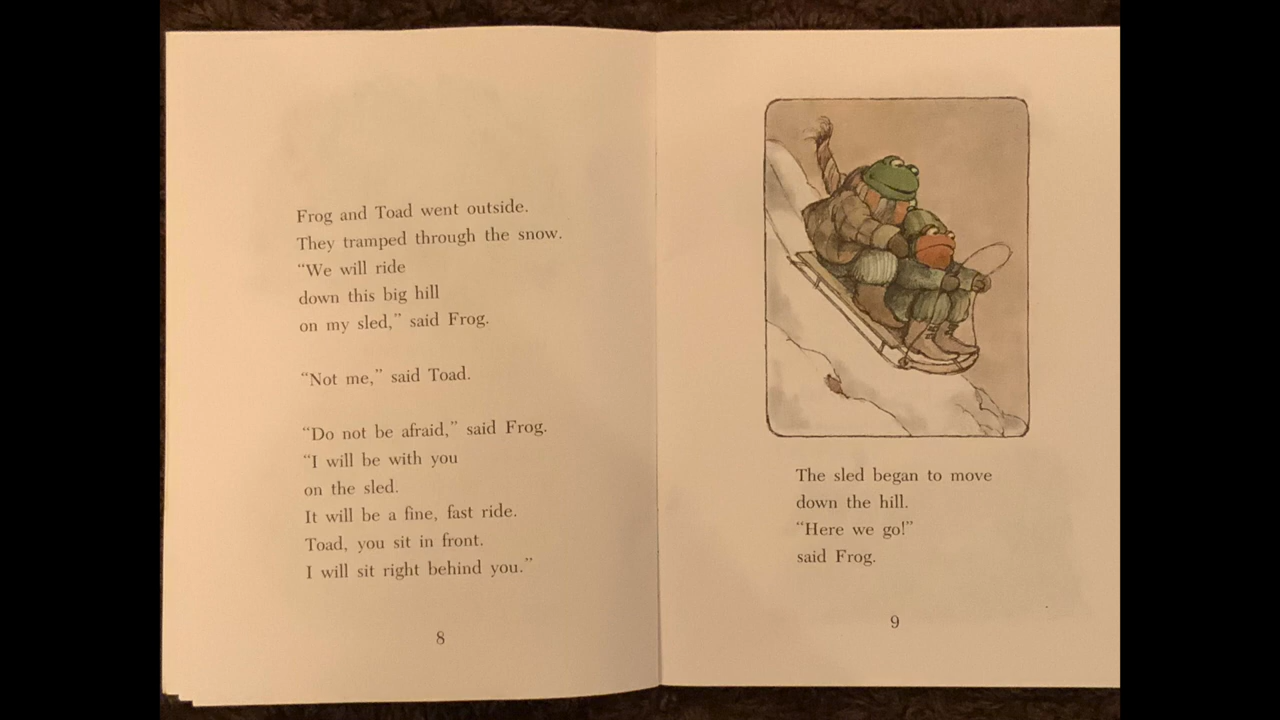 Frog and Toad went outside.
They tramped through the snow.
“We will ride
down this big hill
on my sled,” said Frog.
“Not me,” said Toad.
“Do not be afraid,” said Frog.
“I will be with you
on the sled.
It will be a fine, fast ride.
Toad, you sit in front.
I will sit right behind you.”
8
The sled began to move
down the hill.
“Here we go!”
said Frog.
9